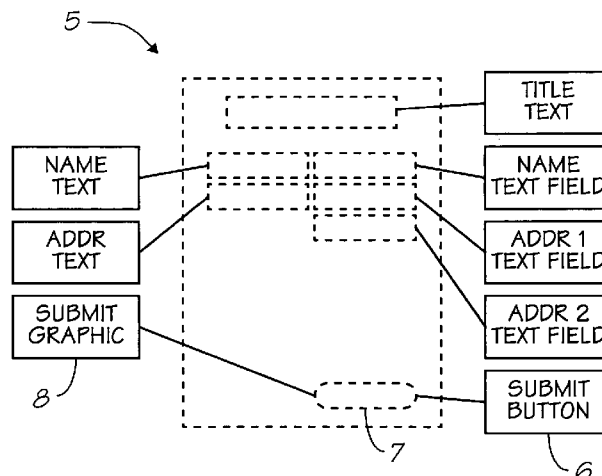 5
TITLE
TEXT
NAME
TEXT
NAME
TEXT FIELD
ADDR
TEXT
ADDR 1
TEXT FIELD
SUBMIT
GRAPHIC
ADDR 2
TEXT FIELD
8
7
SUBMIT
BUTTON
6